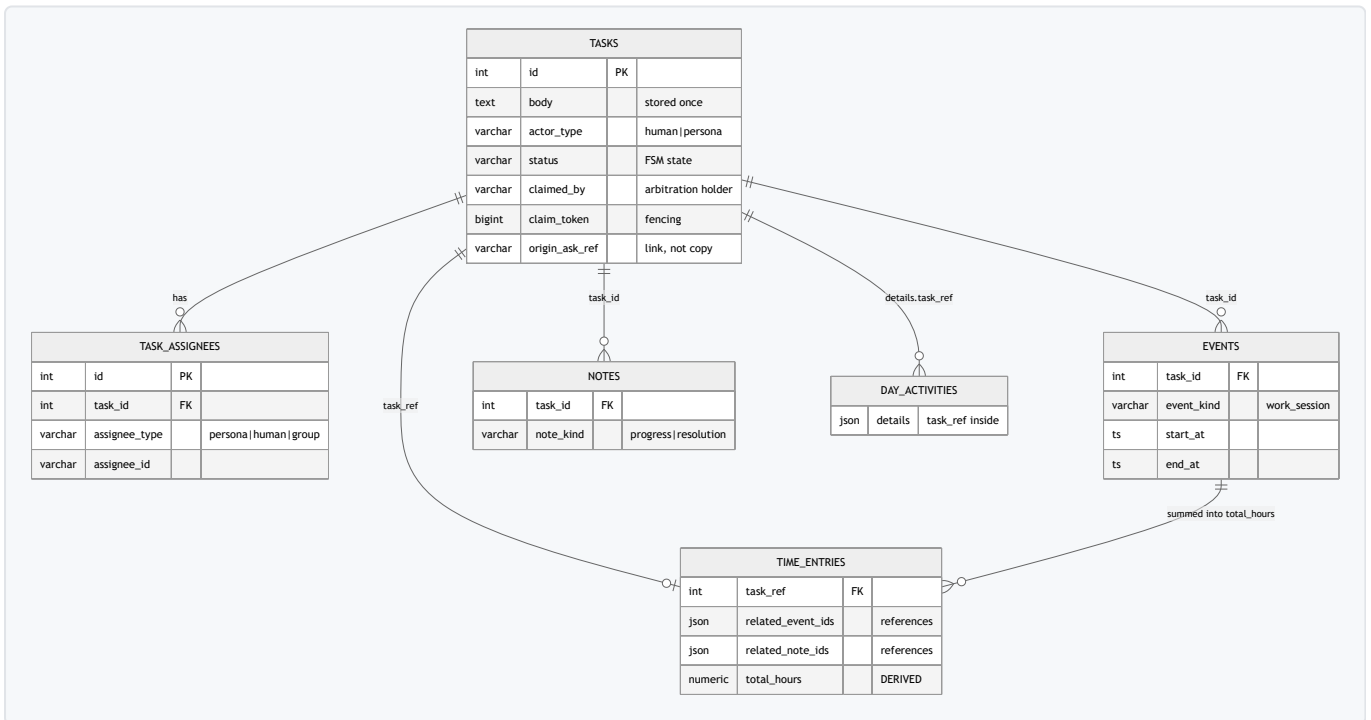 TASKS
int id PK
text body stored once
varchar actor_type human|persona
varchar status FSM state
varchar claimed_by arbitration holder
bigint claim_token fencing
varchar origin_ask_ref link, not copy
has
task_id
details.task_ref
task_id
TASK_ASSIGNEES
int id PK
int task_id FK
varchar assignee_type persona|human|group
varchar assignee_id
task_ref
NOTES
int task_id FK
varchar note_kind progress|resolution
DAY_ACTIVITIES
json details task_ref inside
EVENTS
int task_id FK
varchar event_kind work_session
ts start_at
ts end_at
summed into total_hours
TIME_ENTRIES
int task_ref FK
json related_event_ids references
json related_note_ids references
numeric total_hours DERIVED